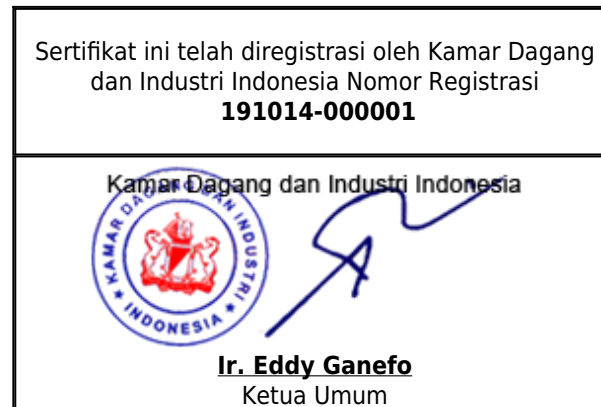 Sertifikat ini telah diregistrasi oleh Kamar Dagang
dan Industri Indonesia Nomor Registrasi
191014-000001
Kamar Dagang dan Industri Indonesia
KAMAR DAGANG DAN INDUSTRI
INDONESIA
Ir. Eddy Ganefo
Ketua Umum